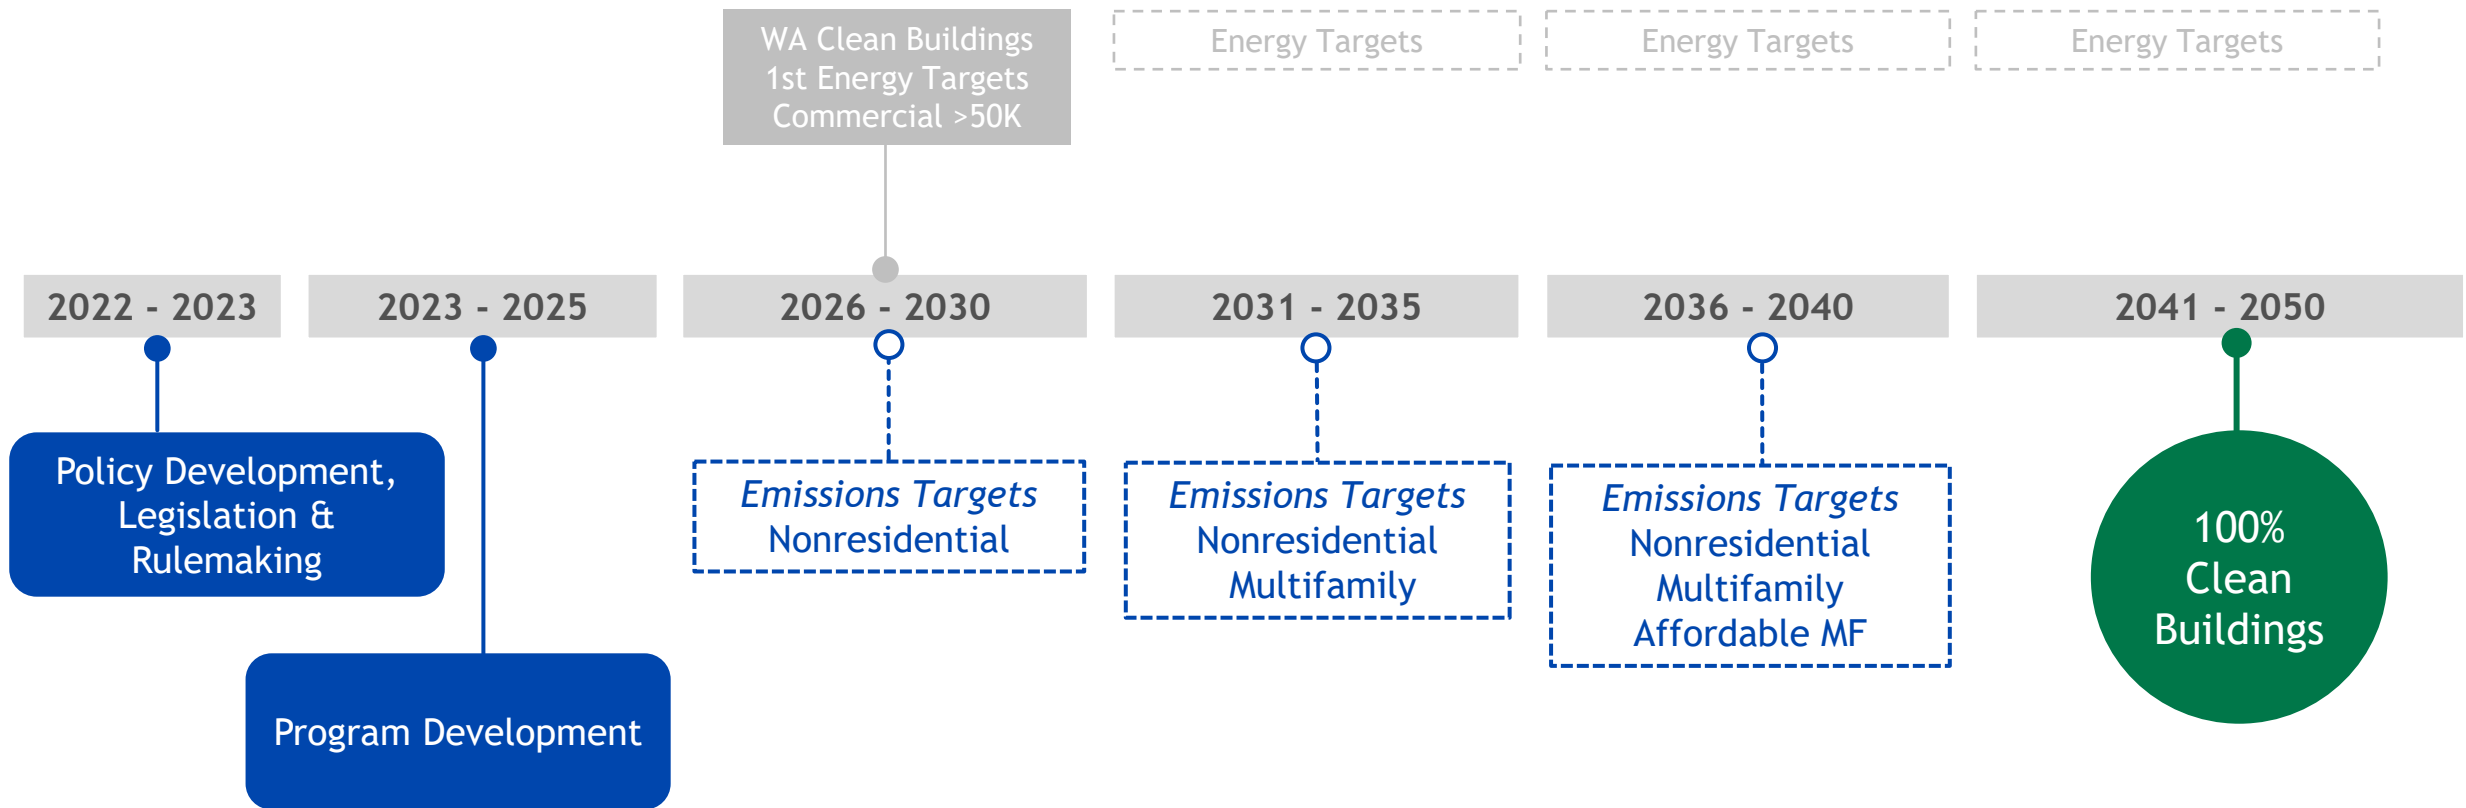 WA Clean Buildings
1st Energy Targets
Commercial >50K
Energy Targets
Energy Targets
Energy Targets
2022 - 2023
2023 - 2025
2026 - 2030
2031 - 2035
2036 - 2040
2041 - 2050
Policy Development,
Legislation &
Rulemaking
Program Development
Emissions Targets
Nonresidential
Emissions Targets
Nonresidential
Multifamily
Emissions Targets
Nonresidential
Multifamily
Affordable MF
100%
Clean
Buildings